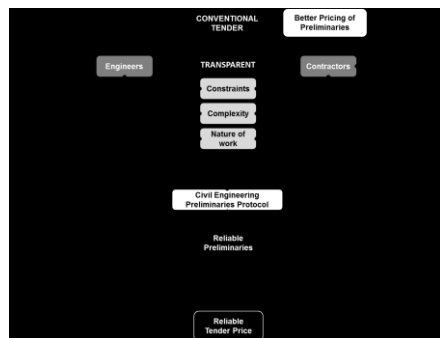 CONVENTIONAL
TENDER
Better Pricing of
Preliminaries
Engineers
TRANSPARENT
Contractors
Constraints
Complexity
Nature of
work
Civil Engineering
Preliminaries Protocol
Reliable
Preliminaries
Reliable
Tender Price